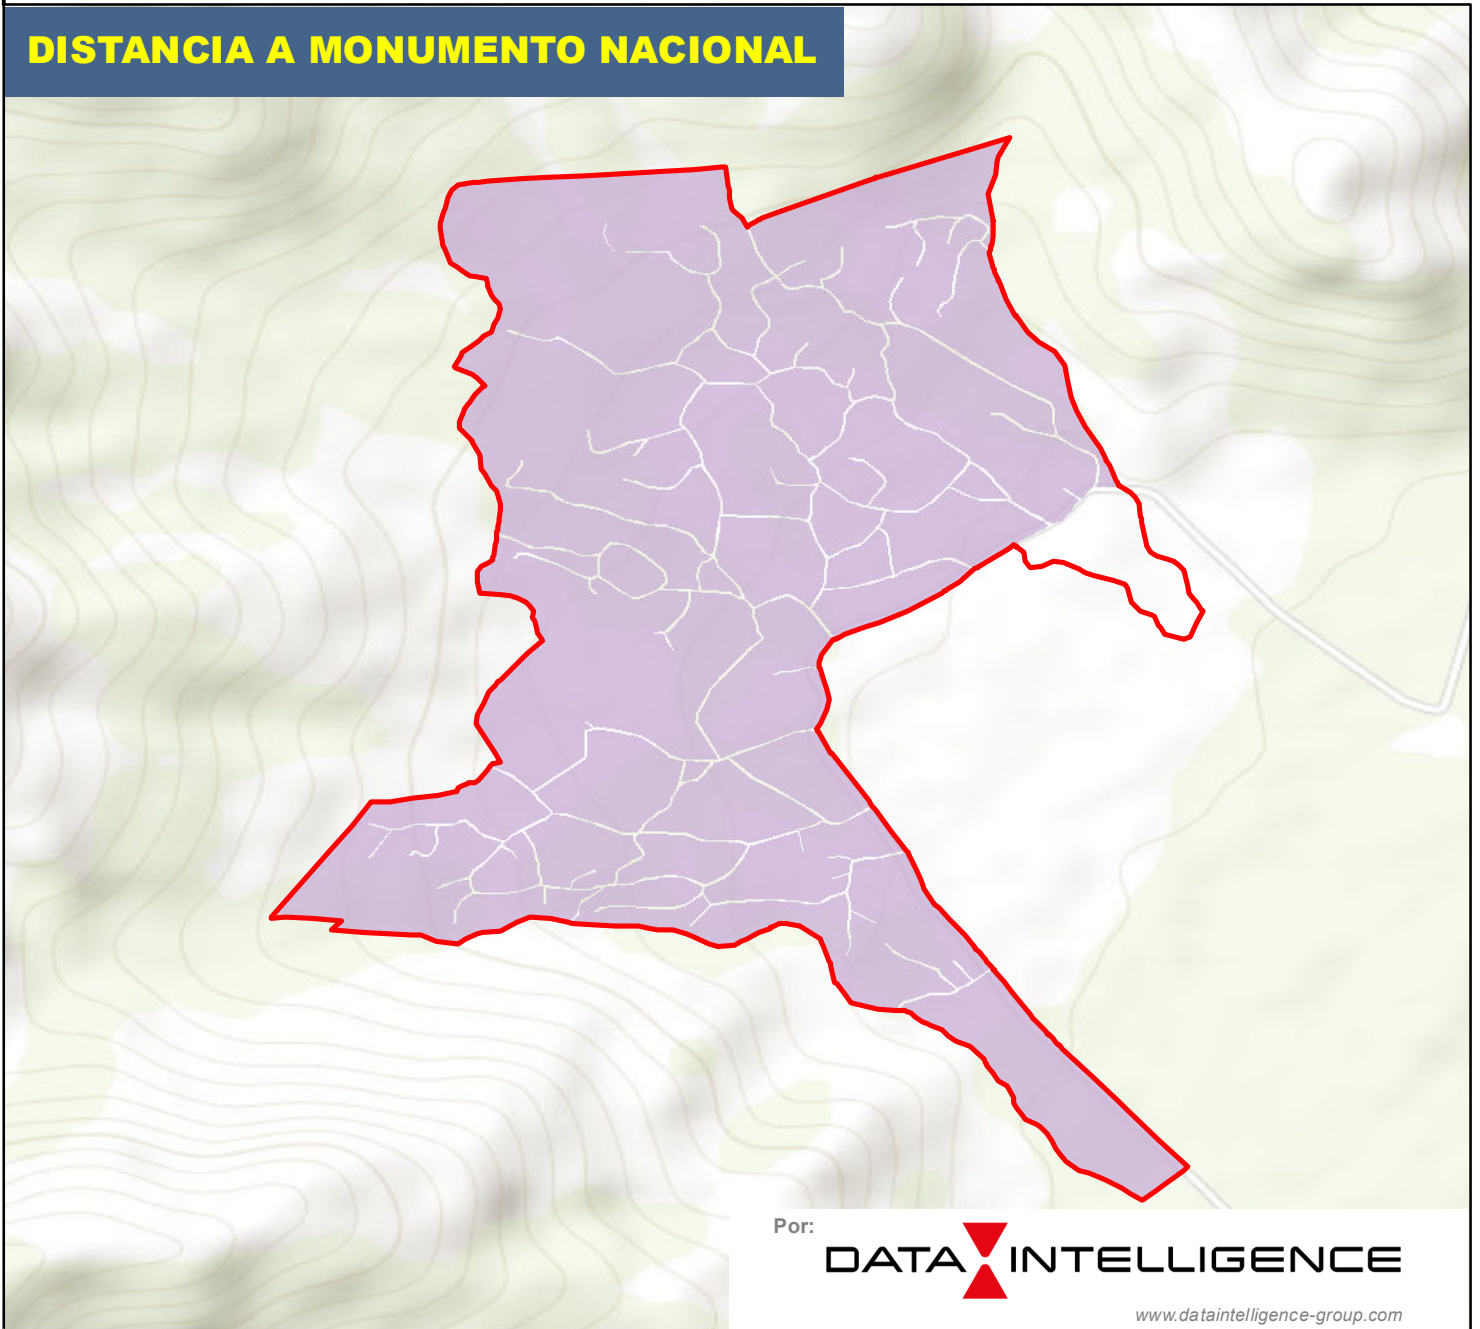 DISTANCIA A MONUMENTO NACIONAL
Por:
DATA INTELLIGENCE
www.dataintelligence-group.com